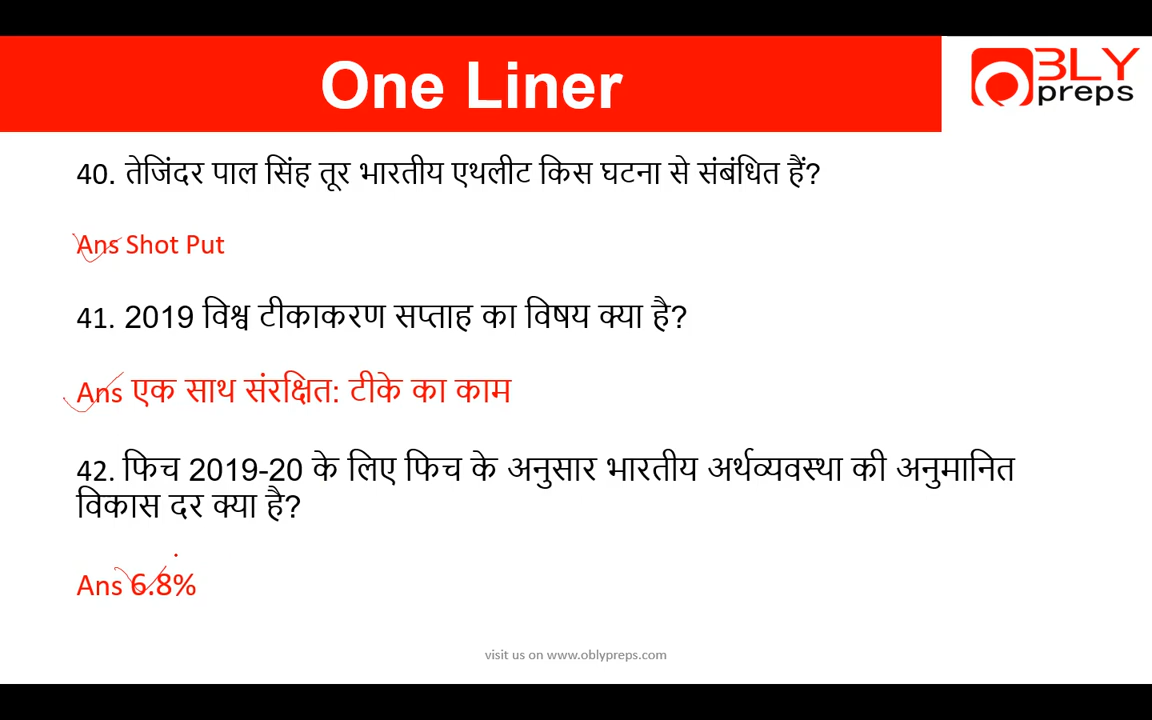 One Liner
BLY
preps
40. तेजिंदर पाल सिंह तूर भारतीय एथलीट किस घटना से संबंधित हैं?
Ans Shot Put
41. 2019 विश्व टीकाकरण सप्ताह का विषय क्या है?
Ans एक साथ संरक्षित: टीके का काम
42. फिच 2019-20 के लिए फिच के अनुसार भारतीय अर्थव्यवस्था की अनुमानित
विकास दर क्या है?
Ans 6.8%
visit us on www.oblypreps.com